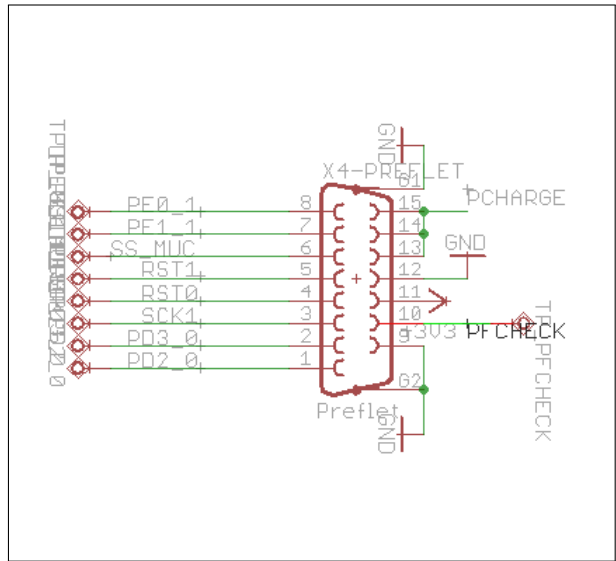 GND
X4-PREFLET
G1
PF0_1 8 15 PCHARGE
PF1_1 7 14
SS_MUC 6 13 GND
RST1 5 12
RST0 4 11
SCK1 3 10 +3V3 PFCHECK
PD3_0 2 9
PD2_0 1
G2
Preflet
GND